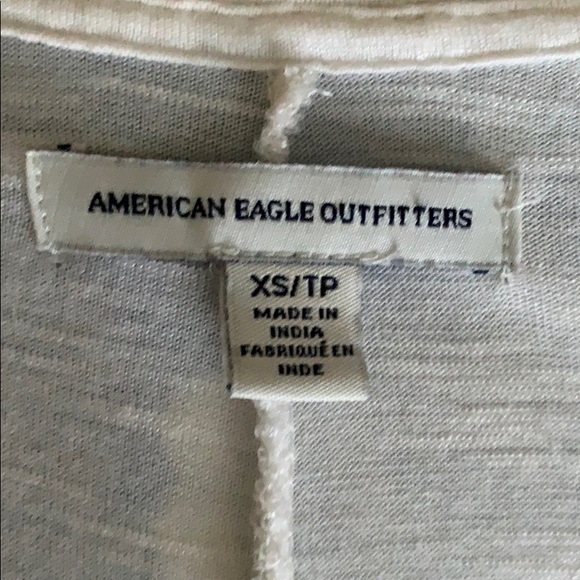 AMERICAN EAGLE OUTFITTERS
XS/TP
MADE IN
INDIA
FABRIQUÉ EN
INDE